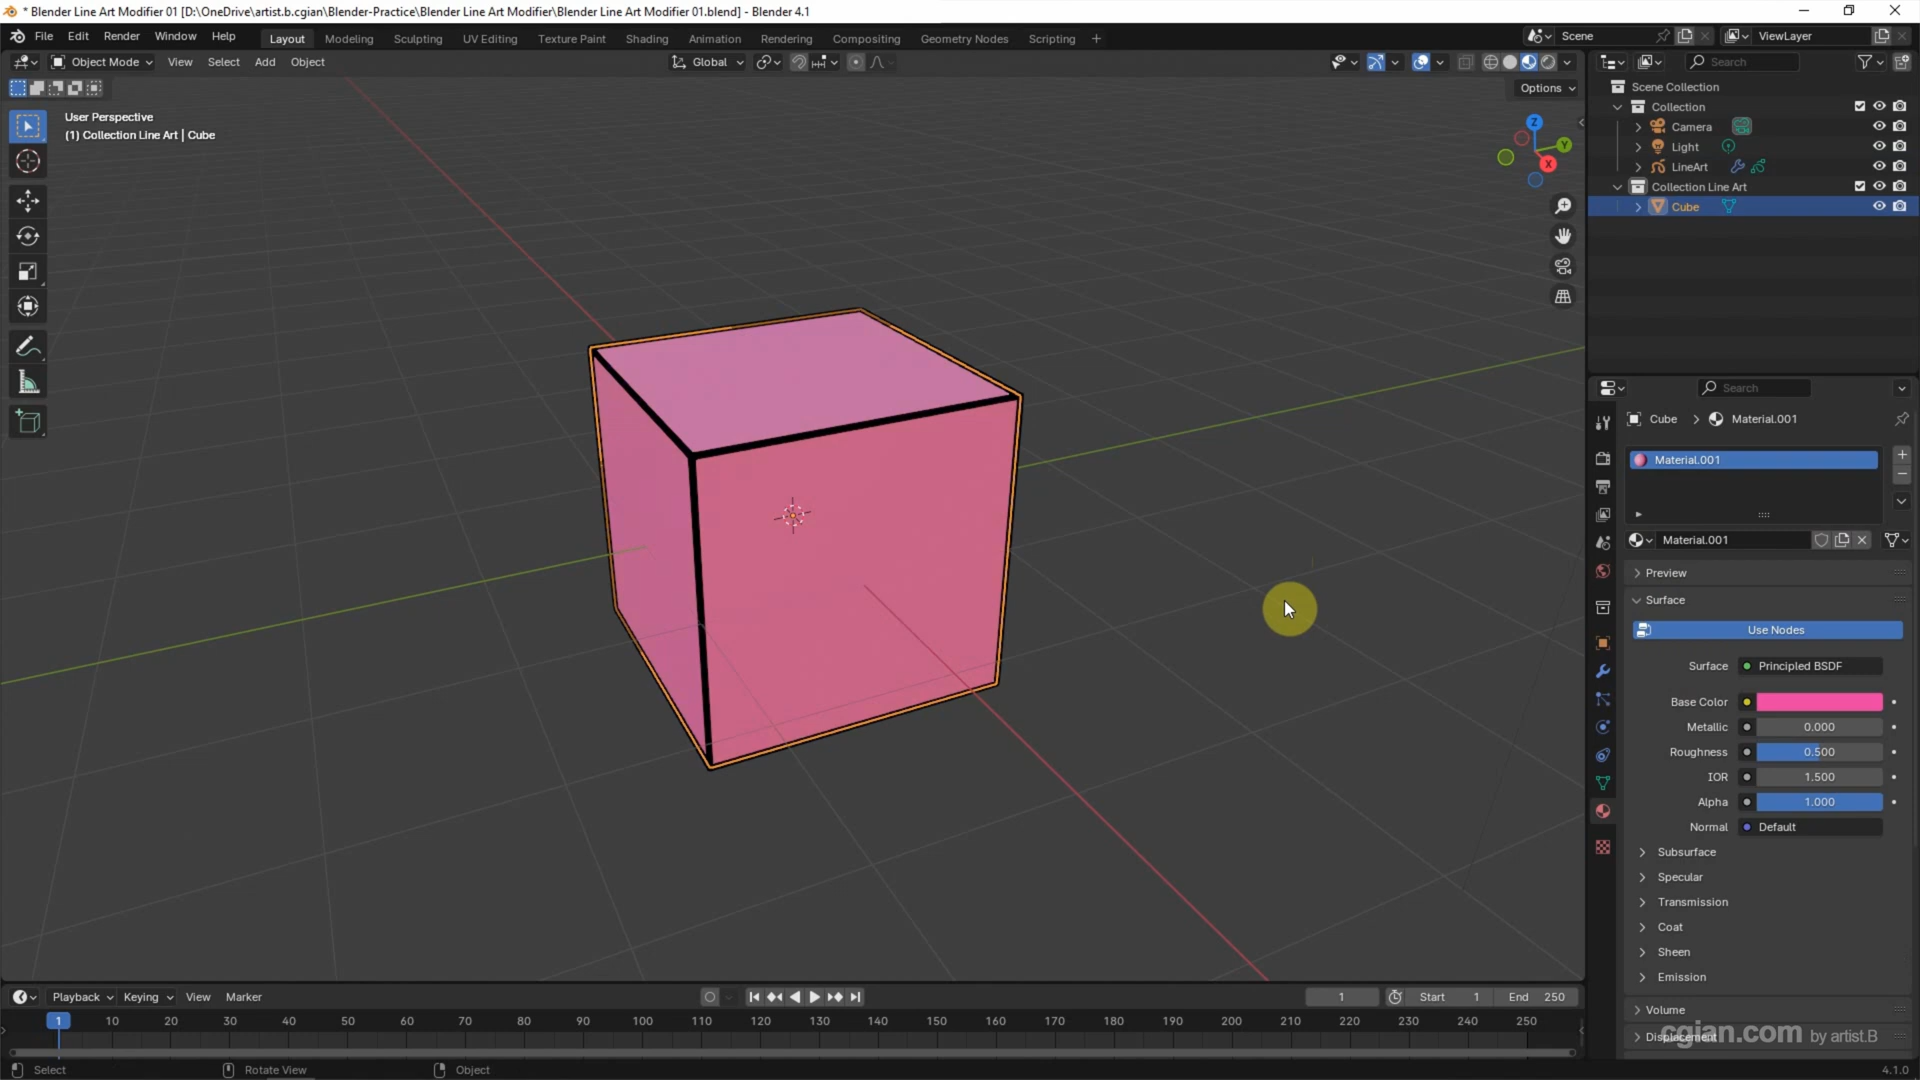 * Blender Line Art Modifier 01 [D:\OneDrive\artist.b.cgian\Blender-Practice\Blender Line Art Modifier\Blender Line Art Modifier 01.blend] - Blender 4.1
File Edit Render Window Help Layout Modeling Sculpting UV Editing Texture Paint Shading Animation Rendering Compositing Geometry Nodes Scripting + Scene ViewLayer
Object Mode View Select Add Object Global Search
Options
User Perspective
(1) Collection Line Art | Cube
Z
Y
X
Scene Collection
Collection
Camera
Light
LineArt
Collection Line Art
Cube
Search
Cube > Material.001
Material.001
Material.001
Preview
Surface
Use Nodes
Surface Principled BSDF
Base Color
Metallic 0.000
Roughness 0.500
IOR 1.500
Alpha 1.000
Normal Default
Subsurface
Specular
Transmission
Coat
Sheen
Emission
Volume
Displacement
cgian.com by artist.B
Playback Keying View Marker 1 Start 1 End 250
1 10 20 30 40 50 60 70 80 90 100 110 120 130 140 150 160 170 180 190 200 210 220 230 240 250
Select Rotate View Object 4.1.0